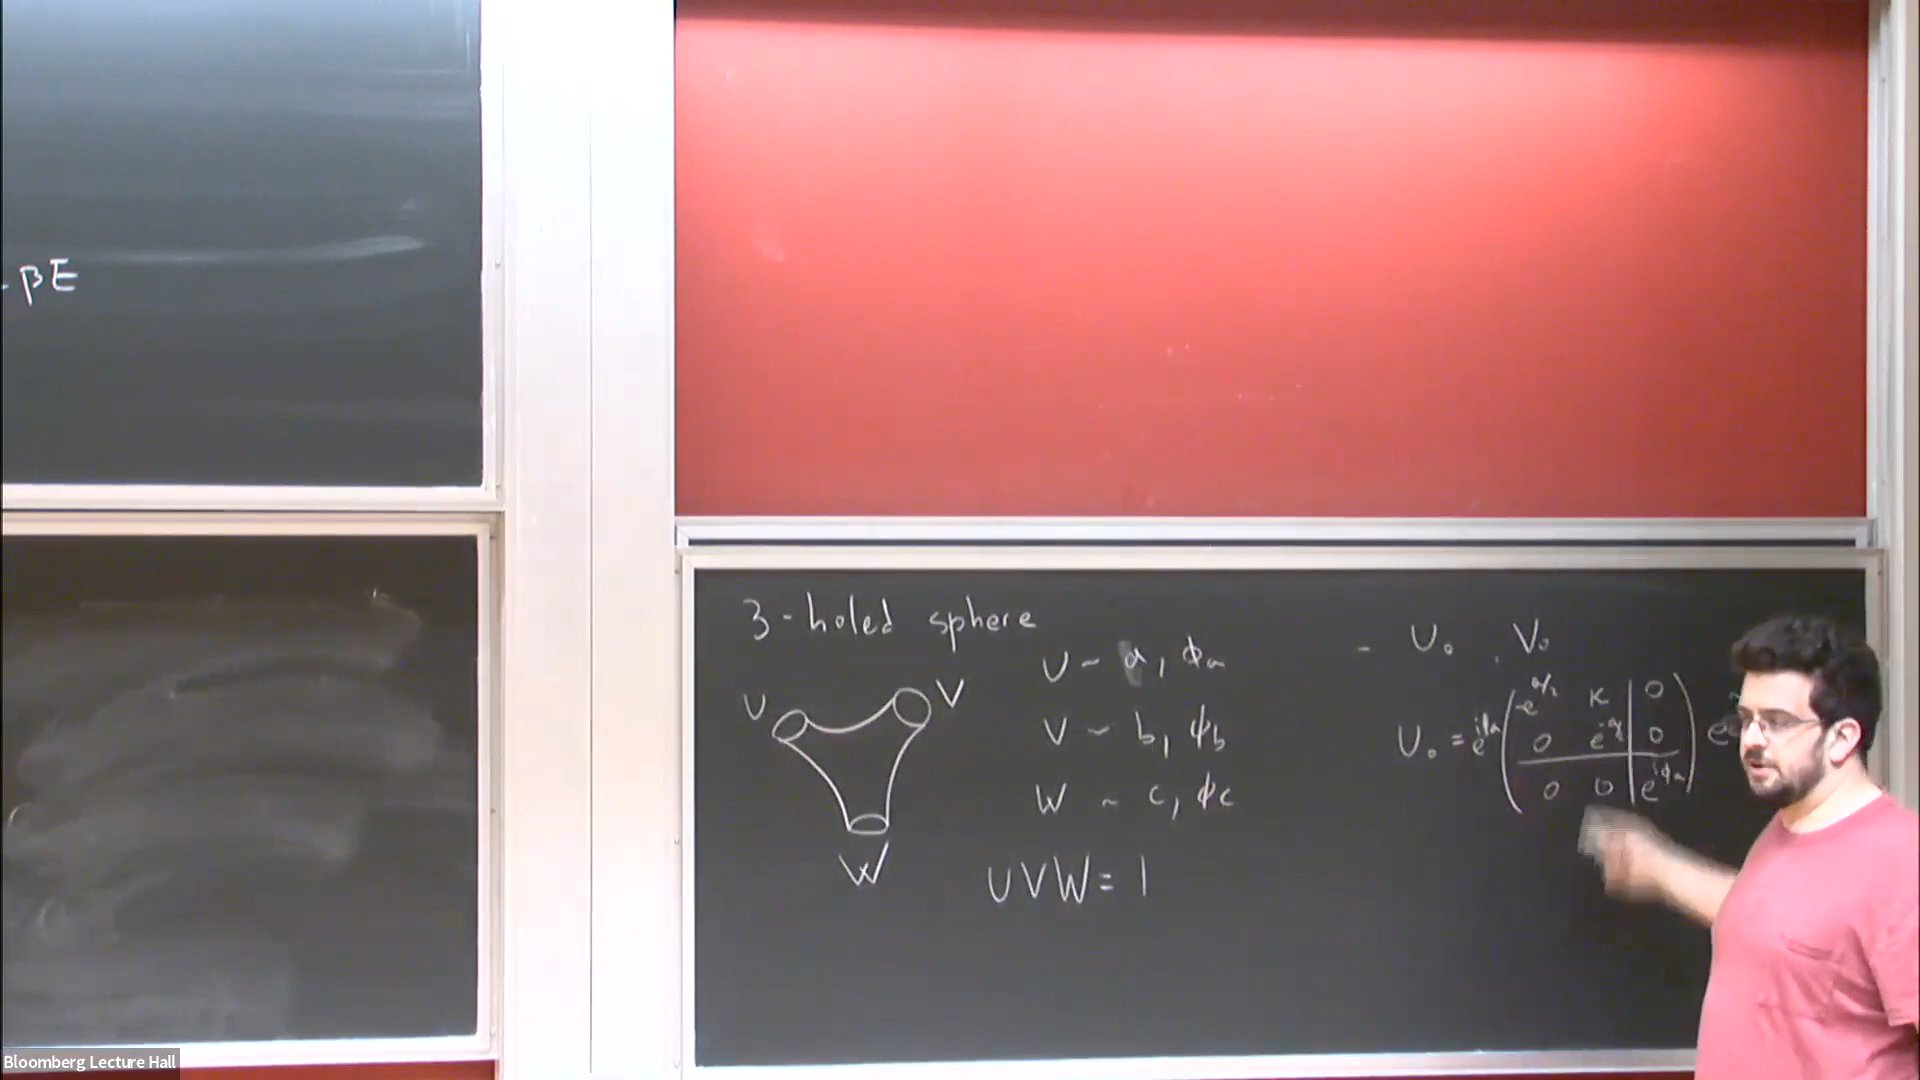 - βE
3-holed sphere
U V
W
U ~ a, ϕa
V ~ b, ϕb
W ~ c, ϕc
UVW = 1
- U₀, V₀
U₀ = e^{iϕa} ( -e^{a/2} κ | 0
0 e^{-a/2} | 0
0 0 | e^{iϕa} )
Bloomberg Lecture Hall